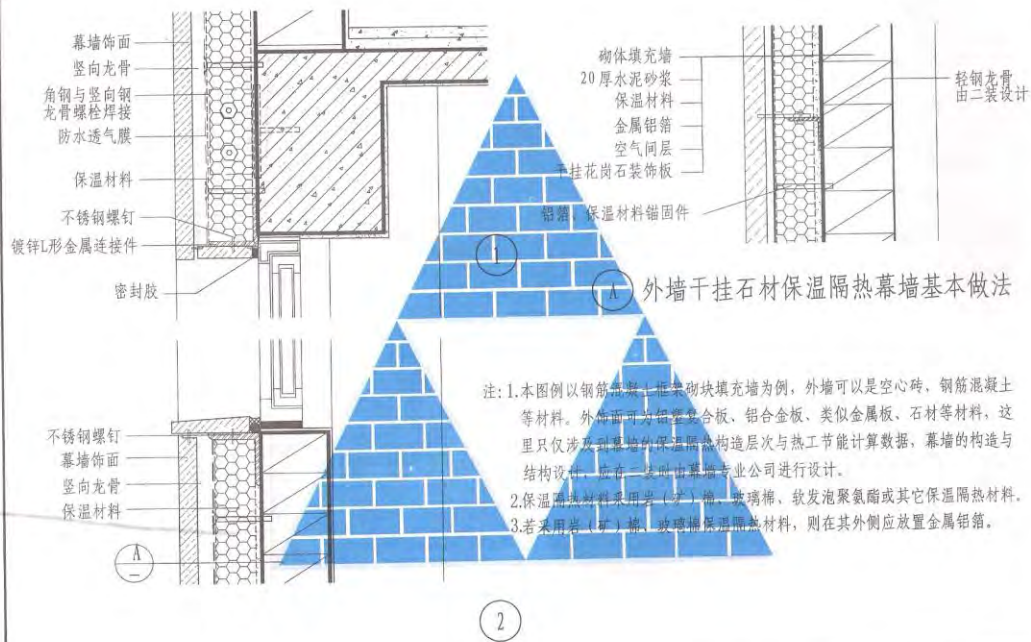 幕墙饰面
竖向龙骨
角钢与竖向钢
龙骨螺栓焊接
防水透气膜
保温材料
不锈钢螺钉
镀锌L形金属连接件
密封胶
不锈钢螺钉
幕墙饰面
竖向龙骨
保温材料
A
1
2
砌体填充墙
20厚水泥砂浆
保温材料
金属铝箔
空气间层
干挂花岗石装饰板
铝箔、保温材料锚固件
轻钢龙骨
由二装设计
A 外墙干挂石材保温隔热幕墙基本做法
注:1.本图例以钢筋混凝土框架砌块填充墙为例，外墙可以是空心砖，钢筋混凝土
等材料。外饰面可为铝塑复合板、铝合金板、类似金属板、石材等材料，这
里只仅涉及到幕墙的保温隔热构造层次与热工节能计算数据，幕墙的构造与
结构设计，应在二装时由幕墙专业公司进行设计。
2.保温隔热材料采用岩（矿）棉、玻璃棉、软发泡聚氨酯或其它保温隔热材料。
3.若采用岩（矿）棉、玻璃棉保温隔热材料，则在其外侧应放置金属铝箔。